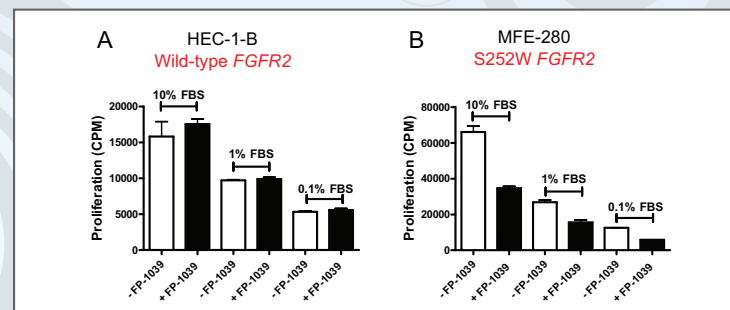 A
HEC-1-B
Wild-type FGFR2
Proliferation (CPM)
20000
15000
10000
5000
0
10% FBS
1% FBS
0.1% FBS
- FP-1039
+ FP-1039
- FP-1039
+ FP-1039
- FP-1039
+ FP-1039
B
MFE-280
S252W FGFR2
Proliferation (CPM)
80000
60000
40000
20000
0
10% FBS
1% FBS
0.1% FBS
- FP-1039
+ FP-1039
- FP-1039
+ FP-1039
- FP-1039
+ FP-1039